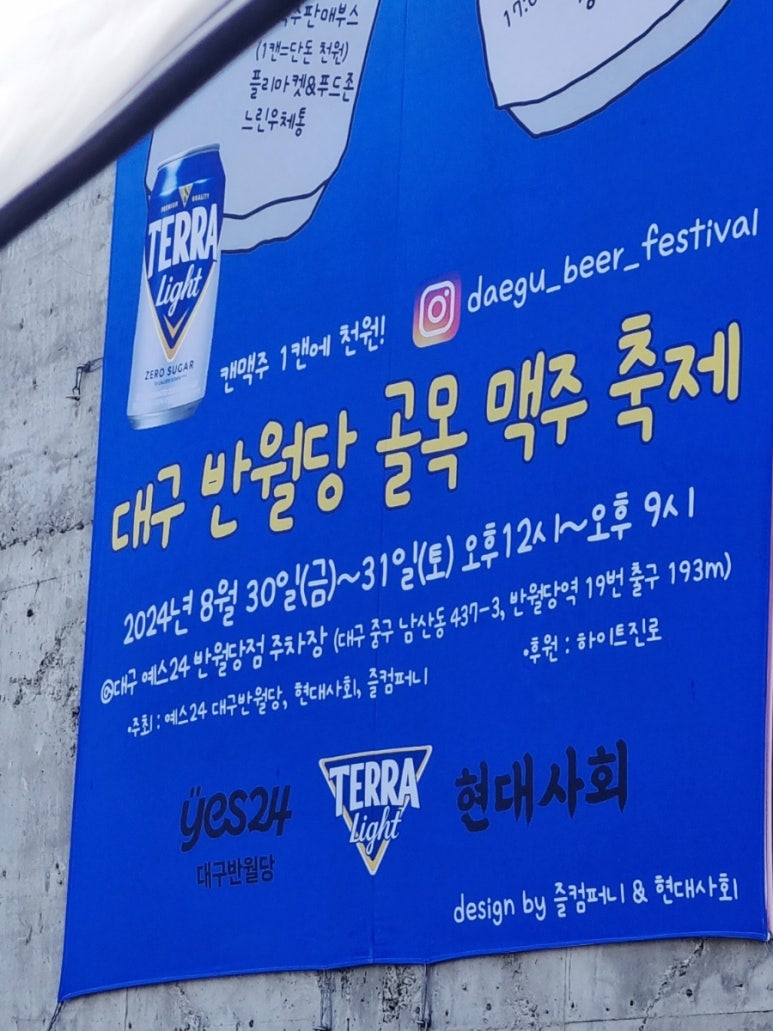 주판매부스
(1캔=단돈 천원)
플리마켓&푸드존
느린우체통
PREMIUM QUALITY
TERRA
Light
ZERO SUGAR
캔맥주 1캔에 천원!
daegu_beer_festival
대구 반월당 골목 맥주 축제
2024년 8월 30일(금)~31일(토) 오후12시~오후 9시
@대구 예스24 반월당점 주차장 (대구 중구 남산동 437-3, 반월당역 19번 출구 193m)
•주최 : 예스24 대구반월당, 현대사회, 즐컴퍼니
•후원 : 하이트진로
yes24
대구반월당
TERRA
Light
현대사회
design by 즐컴퍼니 & 현대사회